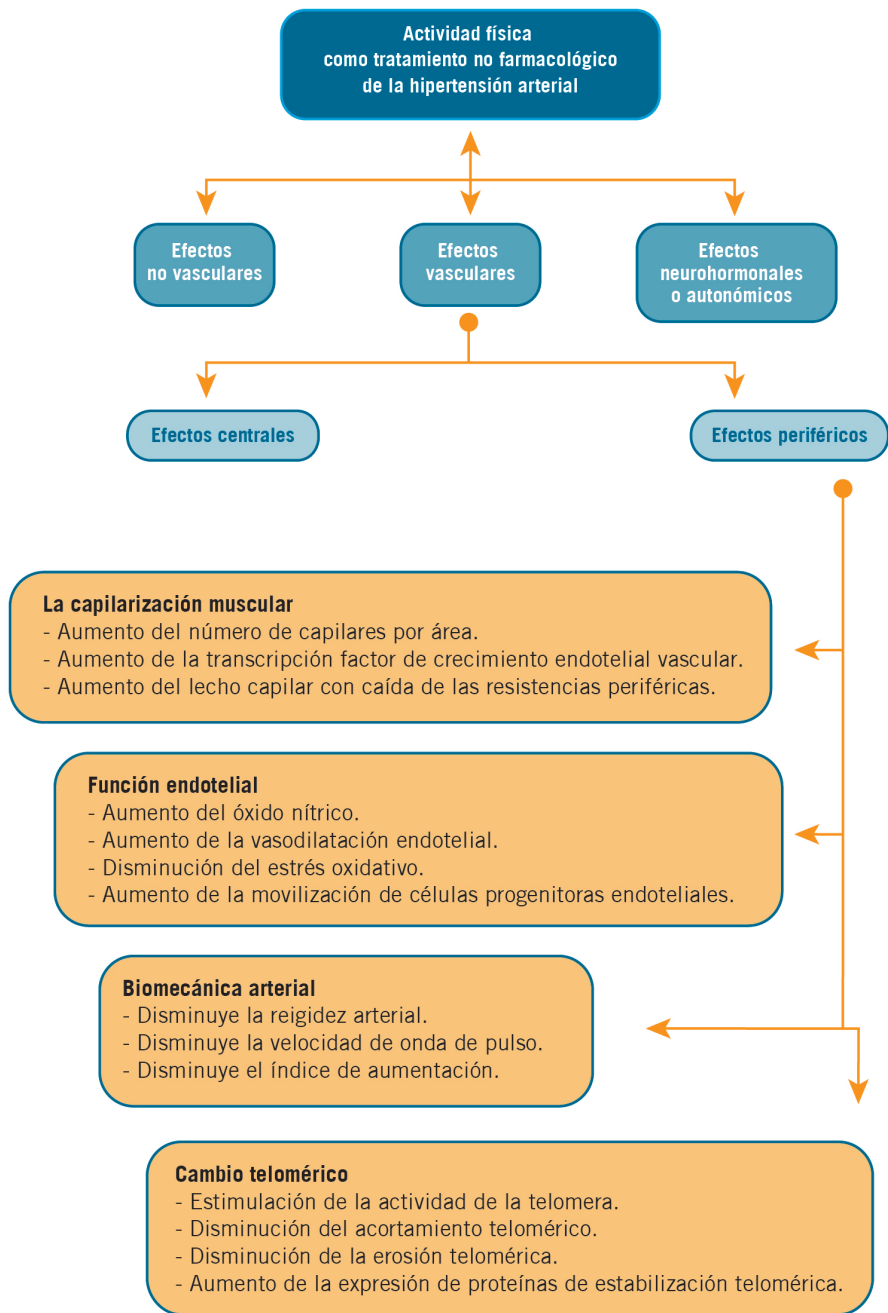 Actividad física
como tratamiento no farmacológico
de la hipertensión arterial
Efectos
no vasculares
Efectos
vasculares
Efectos
neurohormonales
o autonómicos
Efectos centrales
Efectos periféricos
La capilarización muscular
- Aumento del número de capilares por área.
- Aumento de la transcripción factor de crecimiento endotelial vascular.
- Aumento del lecho capilar con caída de las resistencias periféricas.
Función endotelial
- Aumento del óxido nítrico.
- Aumento de la vasodilatación endotelial.
- Disminución del estrés oxidativo.
- Aumento de la movilización de células progenitoras endoteliales.
Biomecánica arterial
- Disminuye la reigidez arterial.
- Disminuye la velocidad de onda de pulso.
- Disminuye el índice de aumentación.
Cambio telomérico
- Estimulación de la actividad de la telomera.
- Disminución del acortamiento telomérico.
- Disminución de la erosión telomérica.
- Aumento de la expresión de proteínas de estabilización telomérica.